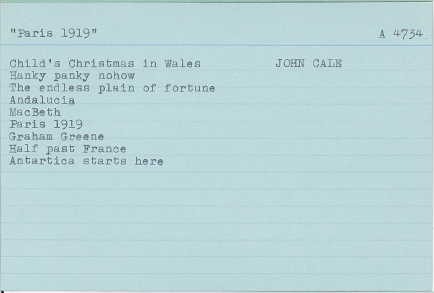 "Paris 1919" A 4734
Child's Christmas in Wales JOHN CALE
Hanky panky nohow
The endless plain of fortune
Andalucia
MacBeth
Paris 1919
Graham Greene
Half past France
Antartica starts here